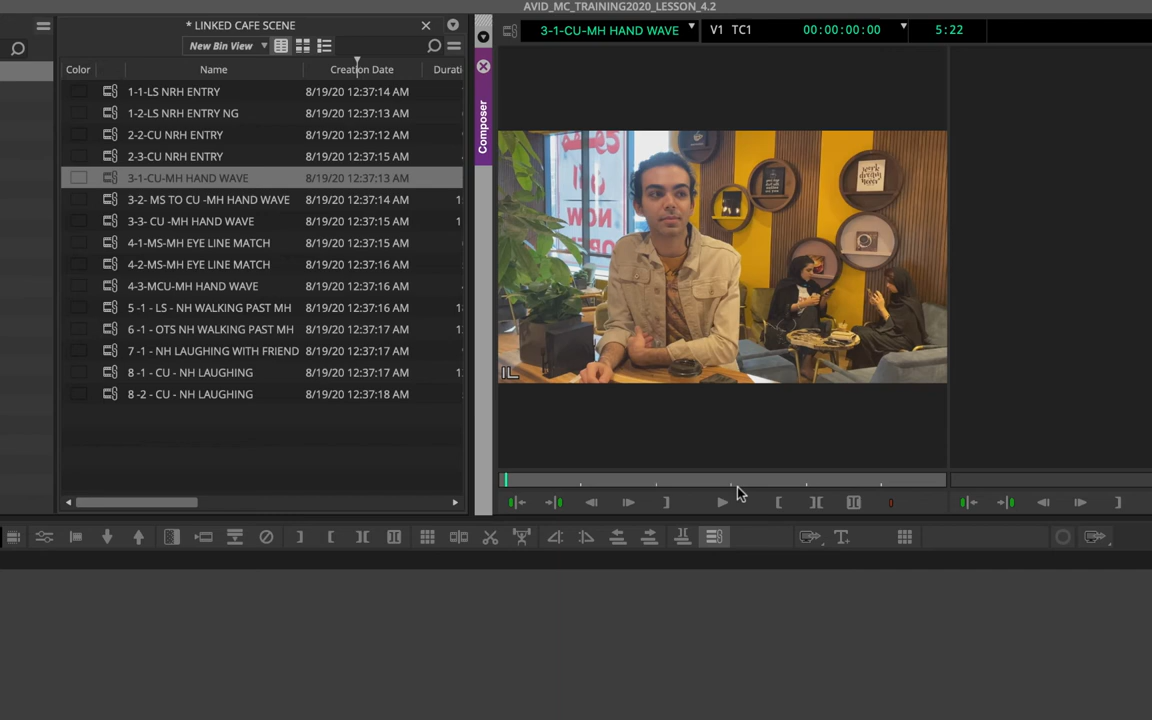 AVID_MC_TRAINING2020_LESSON_4.2
* LINKED CAFE SCENE
3-1-CU-MH HAND WAVE
V1 TC1
00:00:00:00
5:22
New Bin View
Color
Name
Creation Date
Durati
1-1-LS NRH ENTRY 8/19/20 12:37:14 AM
1-2-LS NRH ENTRY NG 8/19/20 12:37:13 AM
2-2-CU NRH ENTRY 8/19/20 12:37:12 AM
2-3-CU NRH ENTRY 8/19/20 12:37:15 AM
3-1-CU-MH HAND WAVE 8/19/20 12:37:13 AM
3-2- MS TO CU -MH HAND WAVE 8/19/20 12:37:14 AM
3-3- CU -MH HAND WAVE 8/19/20 12:37:15 AM
4-1-MS-MH EYE LINE MATCH 8/19/20 12:37:15 AM
4-2-MS-MH EYE LINE MATCH 8/19/20 12:37:16 AM
4-3-MCU-MH HAND WAVE 8/19/20 12:37:16 AM
5 -1 - LS - NH WALKING PAST MH 8/19/20 12:37:16 AM
6 -1 - OTS NH WALKING PAST MH 8/19/20 12:37:17 AM
7 -1 - NH LAUGHING WITH FRIEND 8/19/20 12:37:17 AM
8 -1 - CU - NH LAUGHING 8/19/20 12:37:17 AM
8 -2 - CU - NH LAUGHING 8/19/20 12:37:18 AM
Composer
NOW
IL